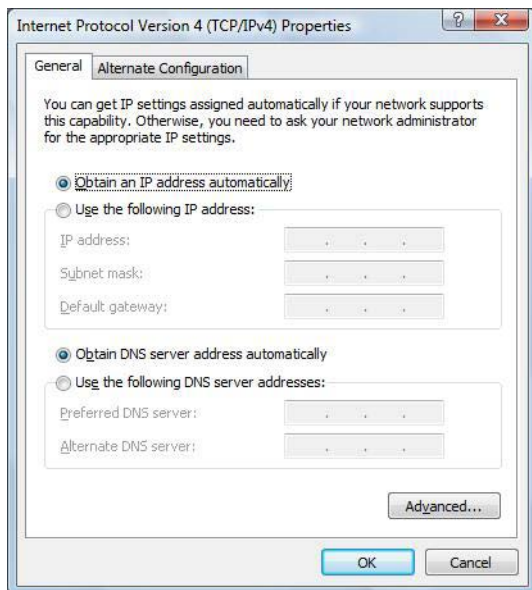 Internet Protocol Version 4 (TCP/IPv4) Properties
General
Alternate Configuration
You can get IP settings assigned automatically if your network supports
this capability. Otherwise, you need to ask your network administrator
for the appropriate IP settings.
Obtain an IP address automatically
Use the following IP address:
IP address:
Subnet mask:
Default gateway:
Obtain DNS server address automatically
Use the following DNS server addresses:
Preferred DNS server:
Alternate DNS server:
Advanced...
OK
Cancel